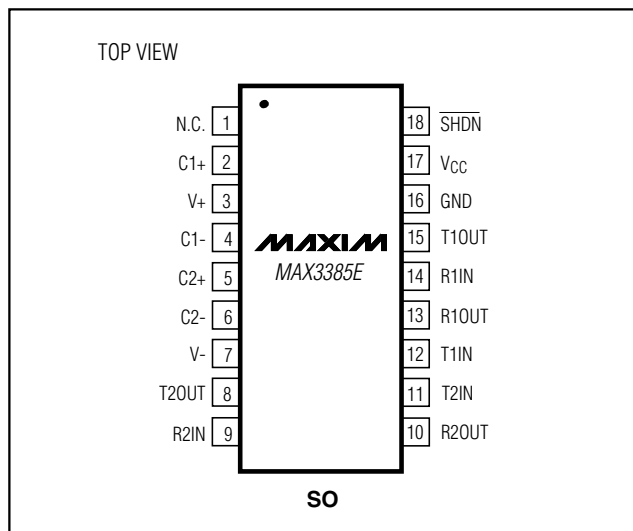 TOP VIEW
N.C. 1
C1+ 2
V+ 3
C1- 4
C2+ 5
C2- 6
V- 7
T2OUT 8
R2IN 9
MAXIM
MAX3385E
18 SHDN
17 VCC
16 GND
15 T1OUT
14 R1IN
13 R1OUT
12 T1IN
11 T2IN
10 R2OUT
SO